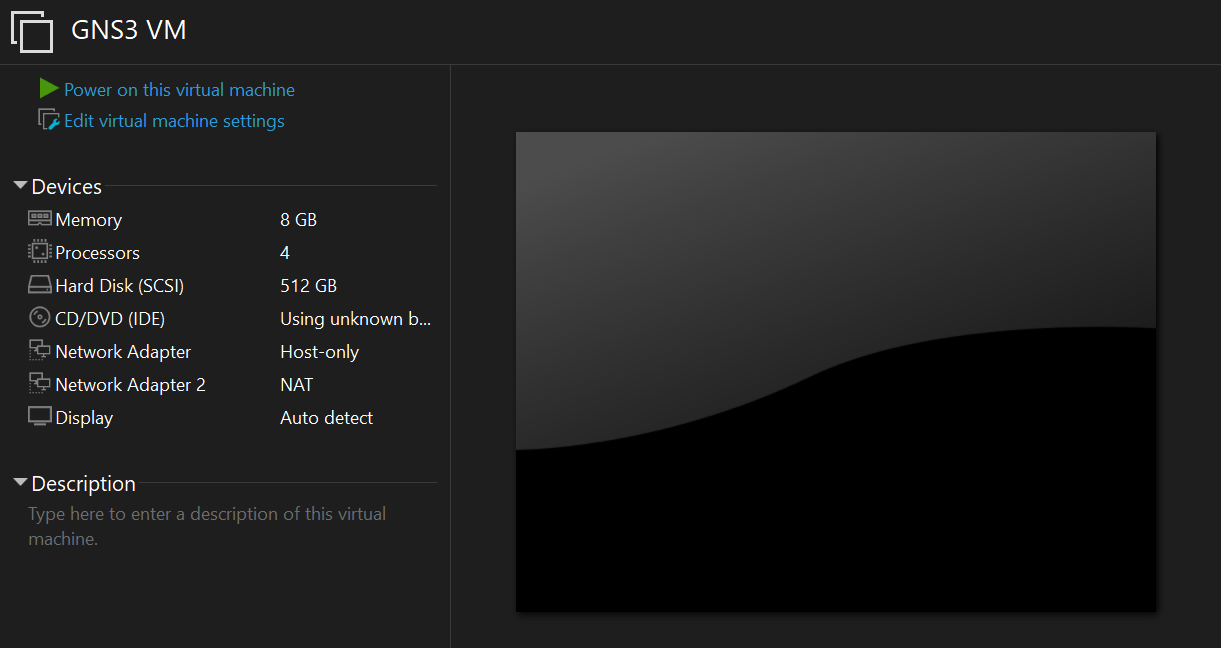 GNS3 VM
Power on this virtual machine
Edit virtual machine settings
Devices
Memory 8 GB
Processors 4
Hard Disk (SCSI) 512 GB
CD/DVD (IDE) Using unknown b...
Network Adapter Host-only
Network Adapter 2 NAT
Display Auto detect
Description
Type here to enter a description of this virtual
machine.